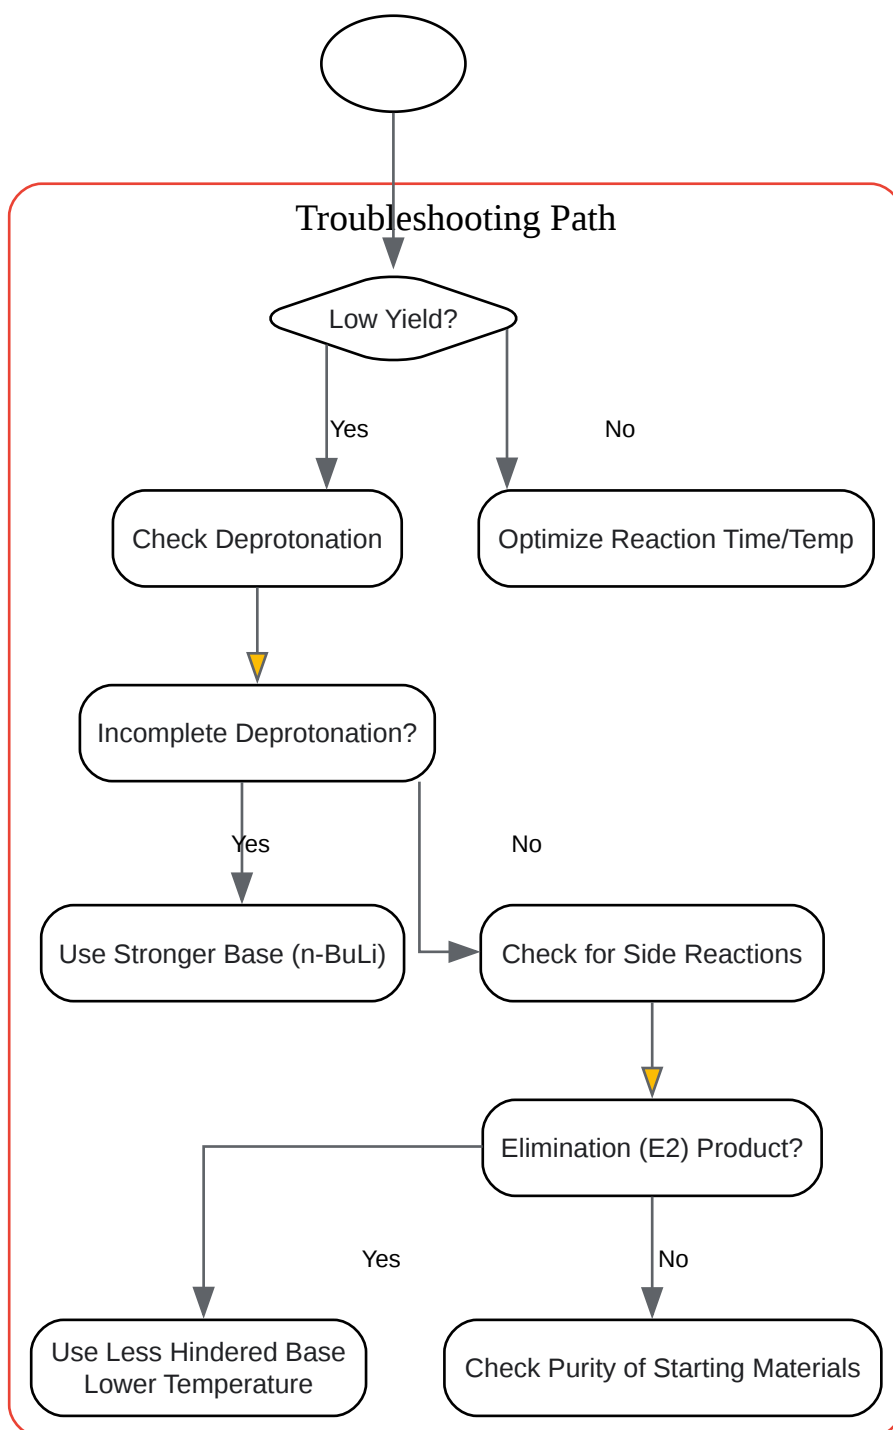 Troubleshooting Path
Low Yield?
Yes
No
Check Deprotonation
Optimize Reaction Time/Temp
Incomplete Deprotonation?
Yes
No
Use Stronger Base (n-BuLi)
Check for Side Reactions
Elimination (E2) Product?
Yes
No
Use Less Hindered Base
Lower Temperature
Check Purity of Starting Materials